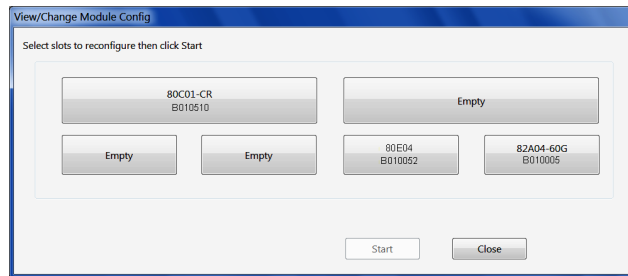 View/Change Module Config
Select slots to reconfigure then click Start
80C01-CR
B010510
Empty
Empty
Empty
80E04
B010052
82A04-60G
B010005
Start
Close